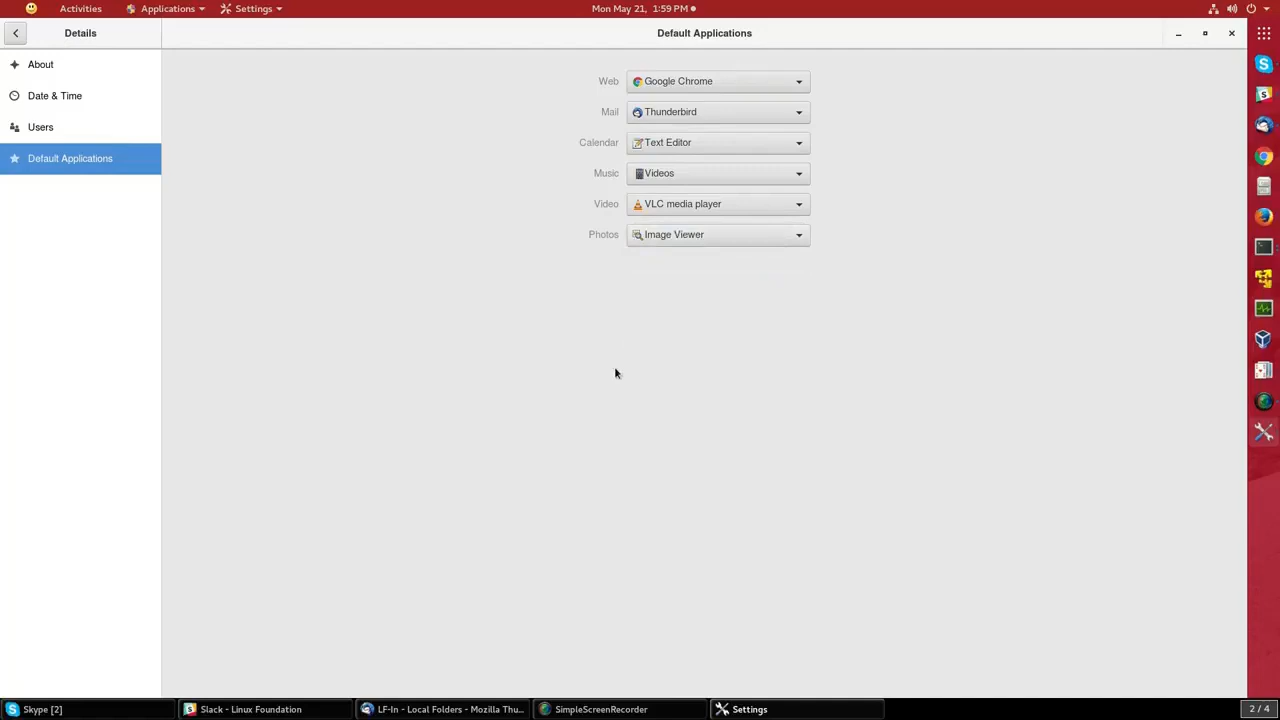 Activities Applications Settings Mon May 21, 1:59 PM
Details Default Applications
About
Date & Time
Users
Default Applications
Web Google Chrome
Mail Thunderbird
Calendar Text Editor
Music Videos
Video VLC media player
Photos Image Viewer
Skype [2] Slack - Linux Foundation LF-In - Local Folders - Mozilla Thu... SimpleScreenRecorder Settings 2 / 4